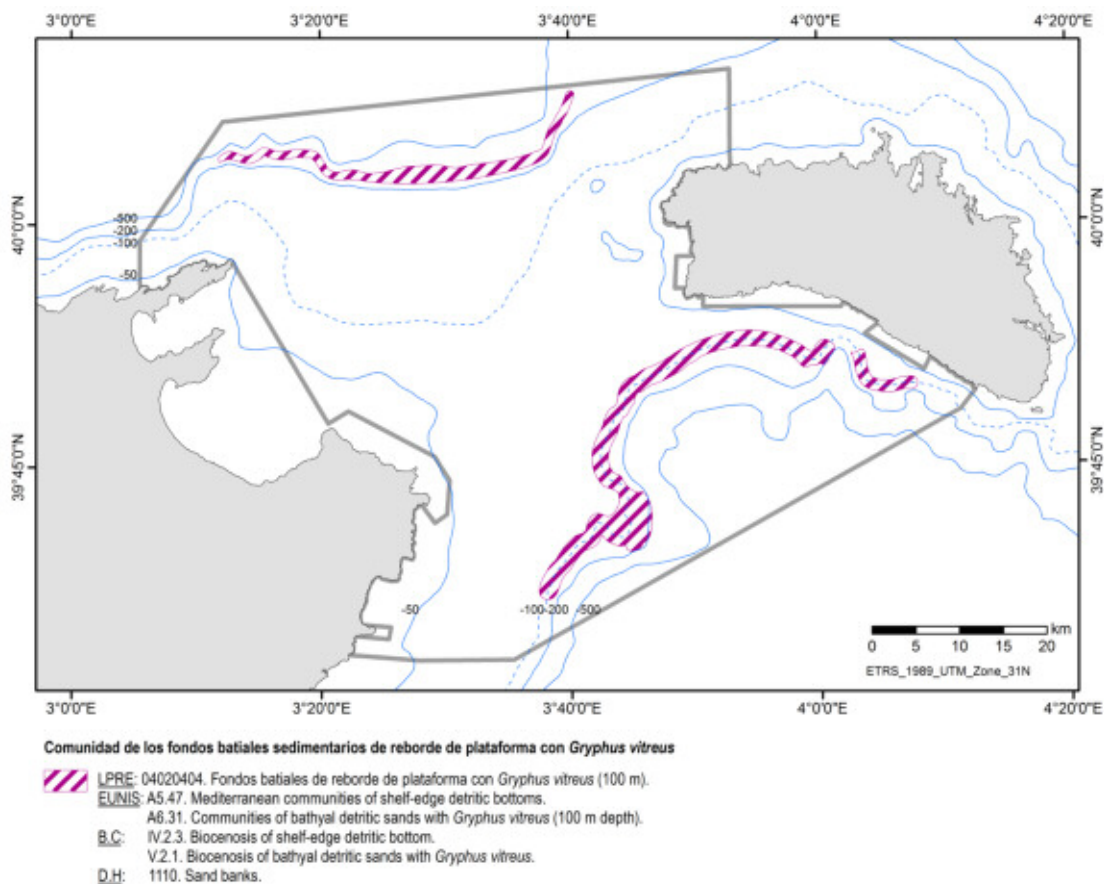 3°0'0"E 3°20'0"E 3°40'0"E 4°0'0"E 4°20'0"E
40°0'0"N
40°0'0"N
39°45'0"N
39°45'0"N
-200
-50
-50
-100-200 -500
km
0 5 10 15 20
ETRS_1989_UTM_Zone_31N
3°0'0"E 3°20'0"E 3°40'0"E 4°0'0"E 4°20'0"E
Comunidad de los fondos batiales sedimentarios de reborde de plataforma con Gryphus vitreus
LPRE: 04020404. Fondos batiales de reborde de plataforma con Gryphus vitreus (100 m).
EUNIS: A5.47. Mediterranean communities of shelf-edge detritic bottoms.
A6.31. Communities of bathyal detritic sands with Gryphus vitreus (100 m depth).
B.C: IV.2.3. Biocenosis of shelf-edge detritic bottom.
V.2.1. Biocenosis of bathyal detritic sands with Gryphus vitreus.
D.H: 1110. Sand banks.